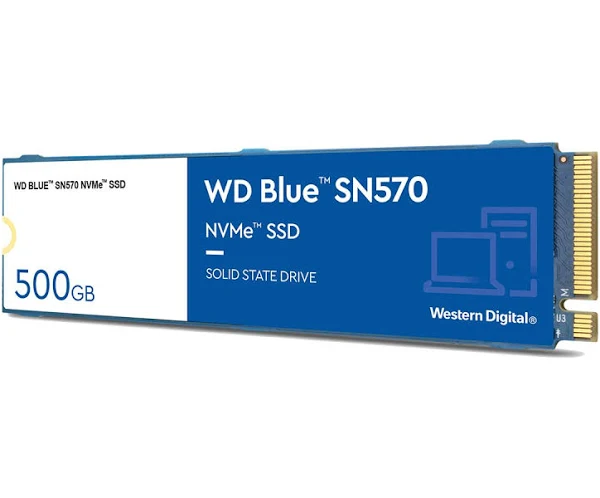 WD BLUE™ SN570 NVMe™ SSD
500GB
WD Blue™ SN570
NVMe™ SSD
SOLID STATE DRIVE
Western Digital®
M
U3